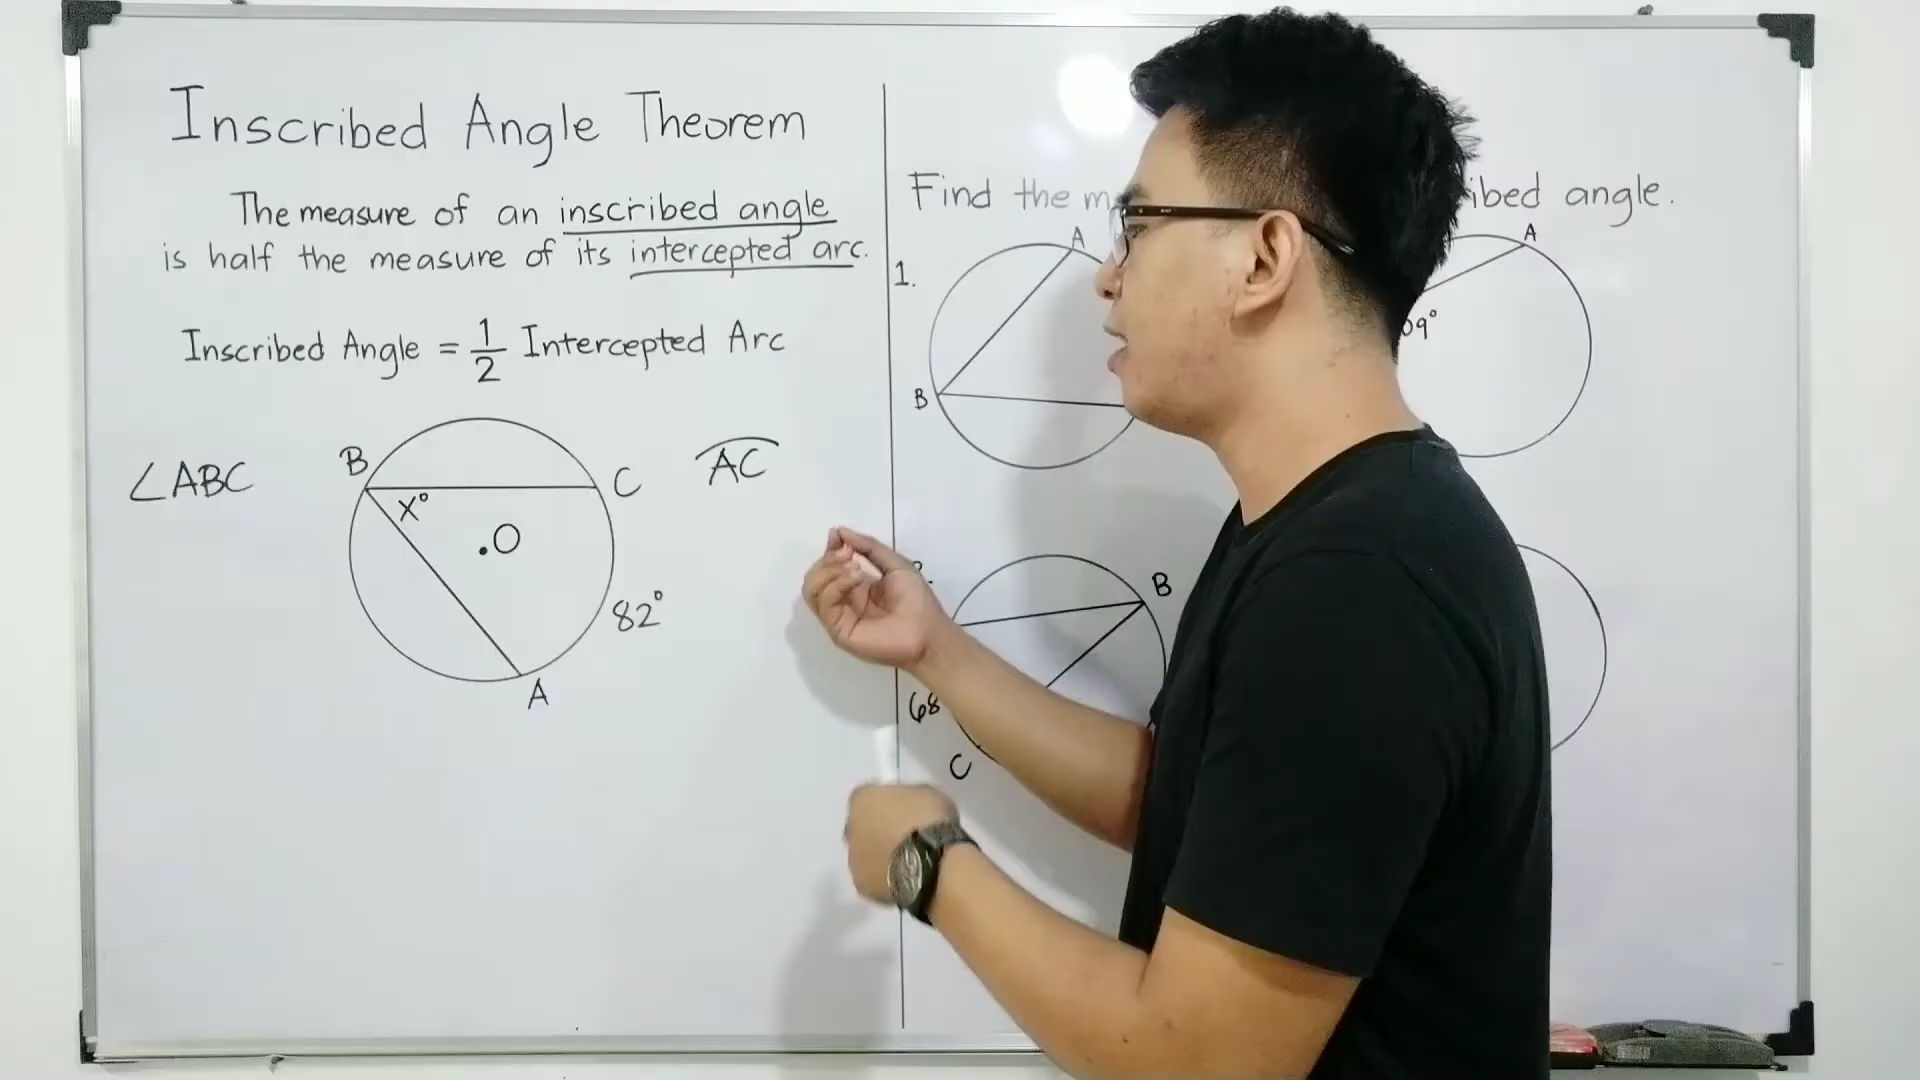 Inscribed Angle Theorem
The measure of an inscribed angle
is half the measure of its intercepted arc.
Inscribed Angle = 1/2 Intercepted Arc
∠ABC
B
C
x°
.O
82°
A
AC
Find the
angle.
1.
A
B
A
B
68
C